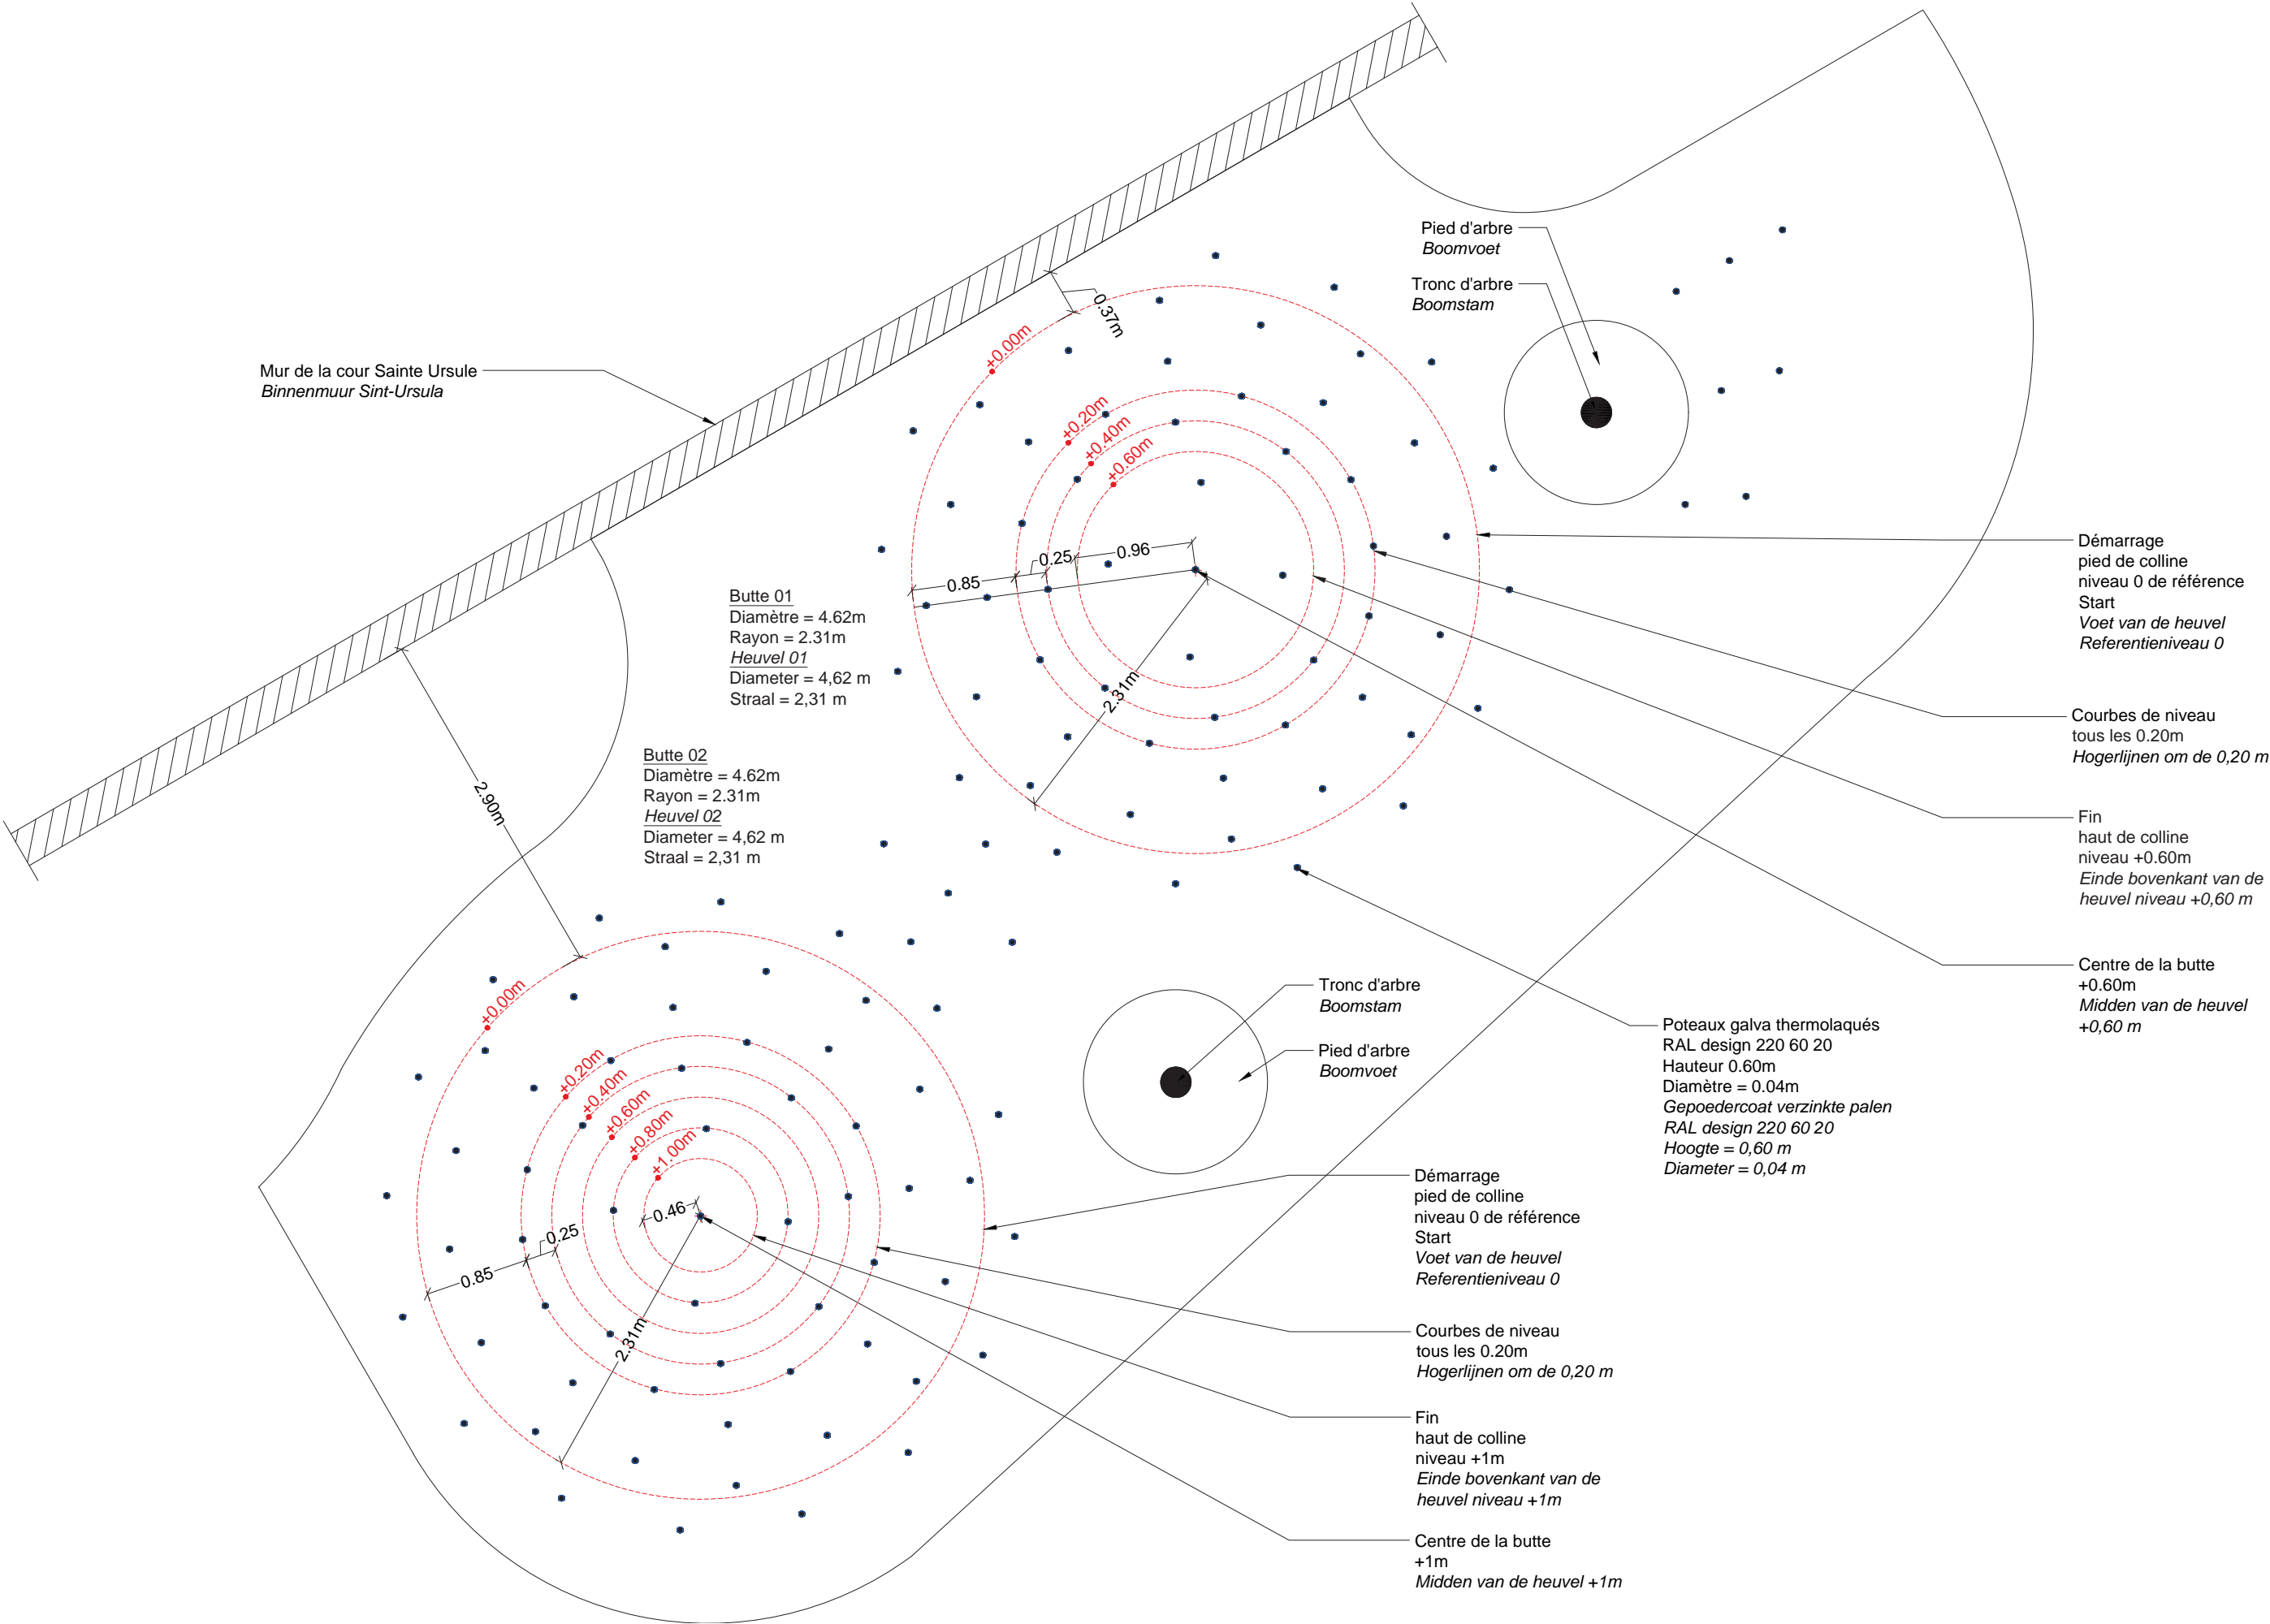 Pied d'arbre
Boomvoet
Tronc d'arbre
Boomstam
Mur de la cour Sainte Ursule
Binnenmuur Sint-Ursula
0.37m
+0.00m
+0.20m
+0.40m
+0.60m
0.85
0.25
0.96
2.31m
Butte 01
Diamètre = 4.62m
Rayon = 2.31m
Heuvel 01
Diameter = 4,62 m
Straal = 2,31 m
Butte 02
Diamètre = 4.62m
Rayon = 2.31m
Heuvel 02
Diameter = 4,62 m
Straal = 2,31 m
2.90m
Démarrage
pied de colline
niveau 0 de référence
Start
Voet van de heuvel
Referentieniveau 0
Courbes de niveau
tous les 0.20m
Hogerlijnen om de 0,20 m
Fin
haut de colline
niveau +0.60m
Einde bovenkant van de
heuvel niveau +0,60 m
Centre de la butte
+0.60m
Midden van de heuvel
+0,60 m
Poteaux galva thermolaqués
RAL design 220 60 20
Hauteur 0.60m
Diamètre = 0.04m
Gepoedercoat verzinkte palen
RAL design 220 60 20
Hoogte = 0,60 m
Diameter = 0,04 m
Tronc d'arbre
Boomstam
Pied d'arbre
Boomvoet
+0,00m
+0.20m
+0.40m
+0.60m
+0.80m
+1.00m
0.46
0.25
0.85
2.31m
Démarrage
pied de colline
niveau 0 de référence
Start
Voet van de heuvel
Referentieniveau 0
Courbes de niveau
tous les 0.20m
Hogerlijnen om de 0,20 m
Fin
haut de colline
niveau +1m
Einde bovenkant van de
heuvel niveau +1m
Centre de la butte
+1m
Midden van de heuvel +1m